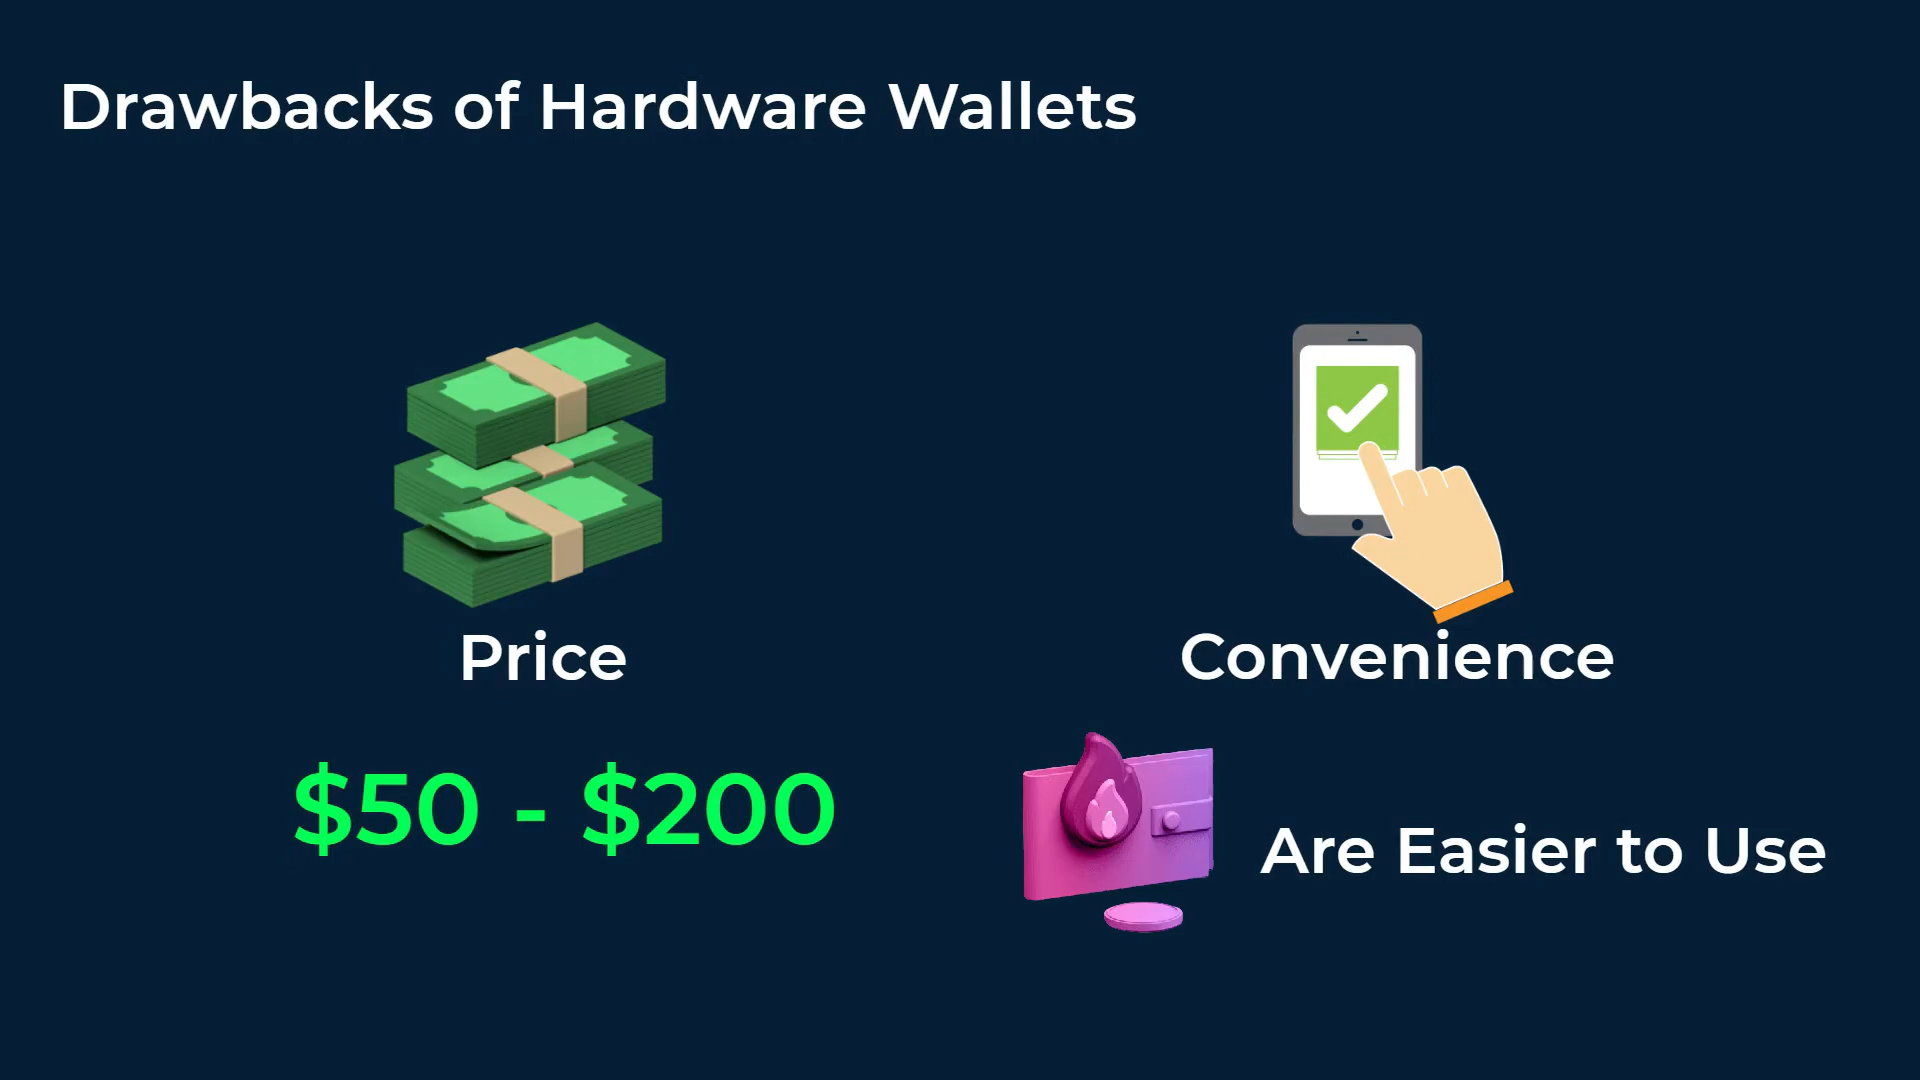 Drawbacks of Hardware Wallets
Price
$50 - $200
Convenience
Are Easier to Use